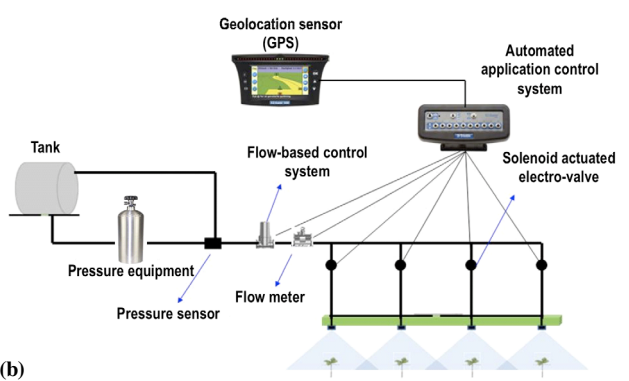 Geolocation sensor
(GPS)
Automated
application control
system
Tank
Flow-based control
system
Solenoid actuated
electro-valve
Pressure equipment
Flow meter
Pressure sensor
(b)